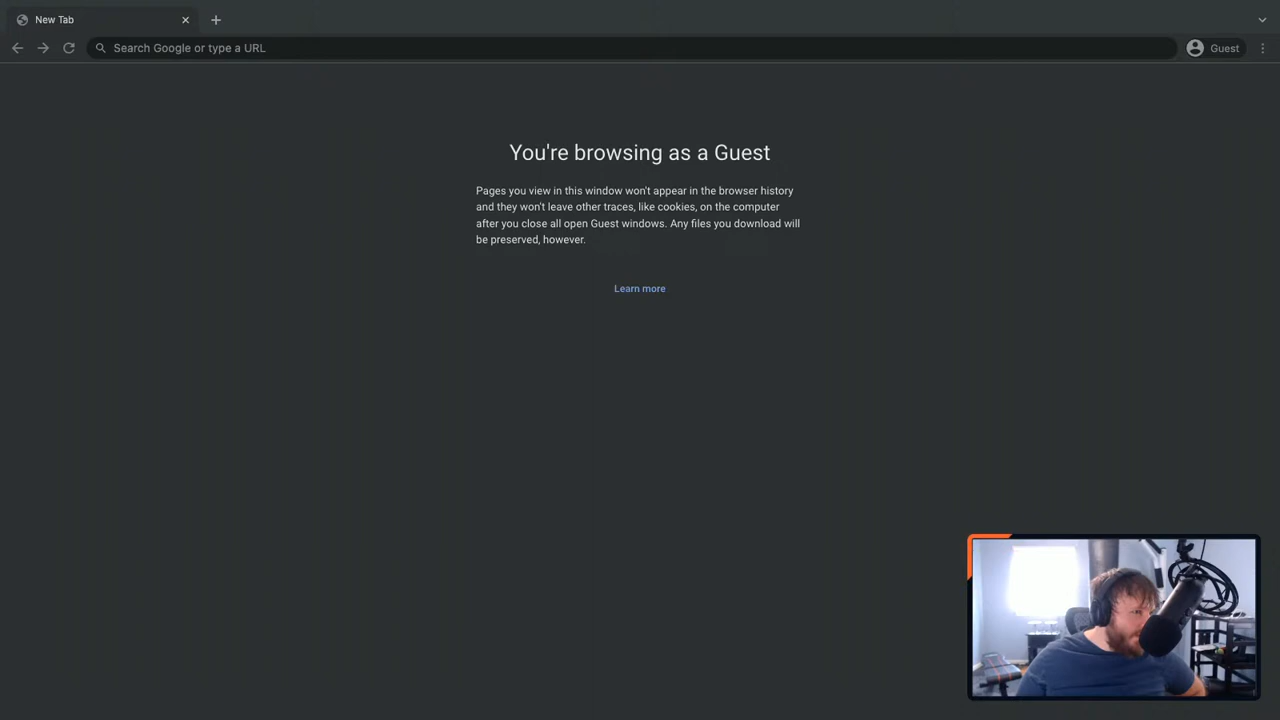 New Tab
Search Google or type a URL
Guest
You're browsing as a Guest
Pages you view in this window won't appear in the browser history
and they won't leave other traces, like cookies, on the computer
after you close all open Guest windows. Any files you download will
be preserved, however.
Learn more